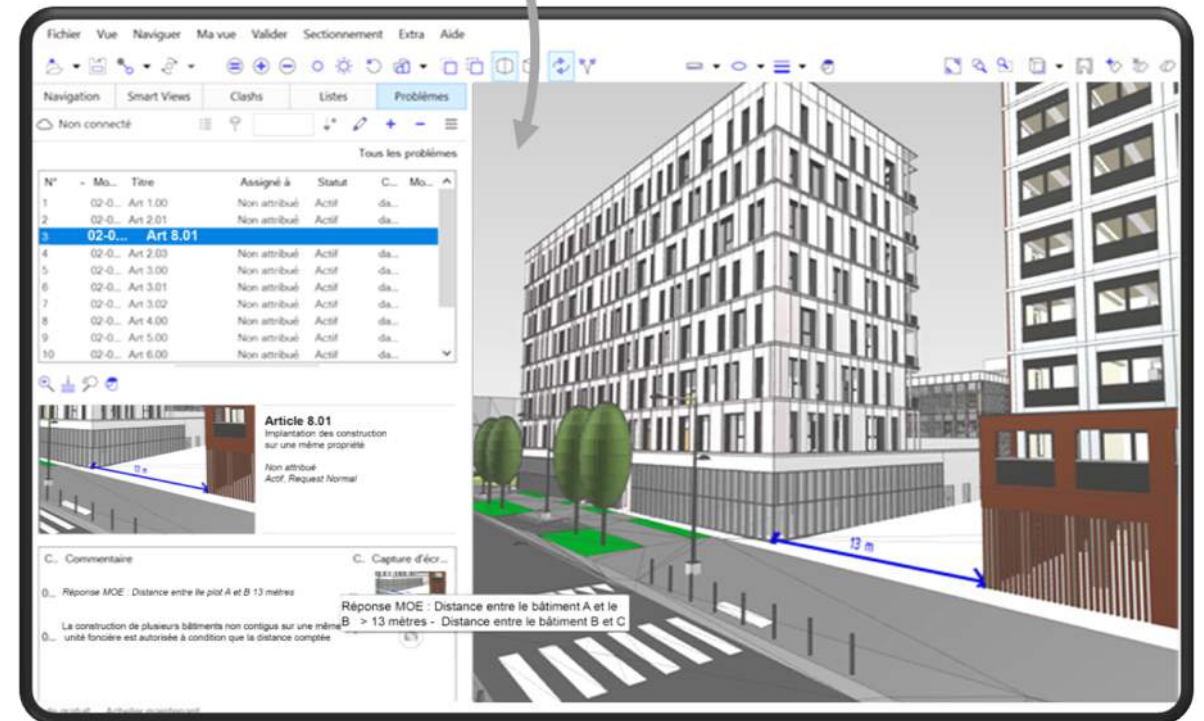 Fichier Vue Naviguer Ma vue Valider Sectionnement Extra Aide
Navigation Smart Views Clashs Listes Problèmes
Non connecté
Tous les problèmes
N° Mo... Titre Assigné à Statut C... Mo...
1 02-0... Art 1.00 Non attribué Actif da...
2 02-0... Art 2.01 Non attribué Actif da...
3 02-0... Art 8.01
4 02-0... Art 2.03 Non attribué Actif da...
5 02-0... Art 3.00 Non attribué Actif da...
6 02-0... Art 3.01 Non attribué Actif da...
7 02-0... Art 3.02 Non attribué Actif da...
8 02-0... Art 4.00 Non attribué Actif da...
9 02-0... Art 5.00 Non attribué Actif da...
10 02-0... Art 6.00 Non attribué Actif da...
Article 8.01
Implantation des construction
sur une même propriété
Non attribué
Actif, Request Normal
13 m
13 m
C... Commentaire C... Capture d'écr...
0... Réponse MOE : Distance entre lle plot A et B 13 mètres
Réponse MOE : Distance entre le bâtiment A et le
B > 13 mètres - Distance entre le bâtiment B et C
La construction de plusieurs bâtiments non contigus sur une même
0... unité foncière est autorisée à condition que la distance comptée
Acheter maintenant